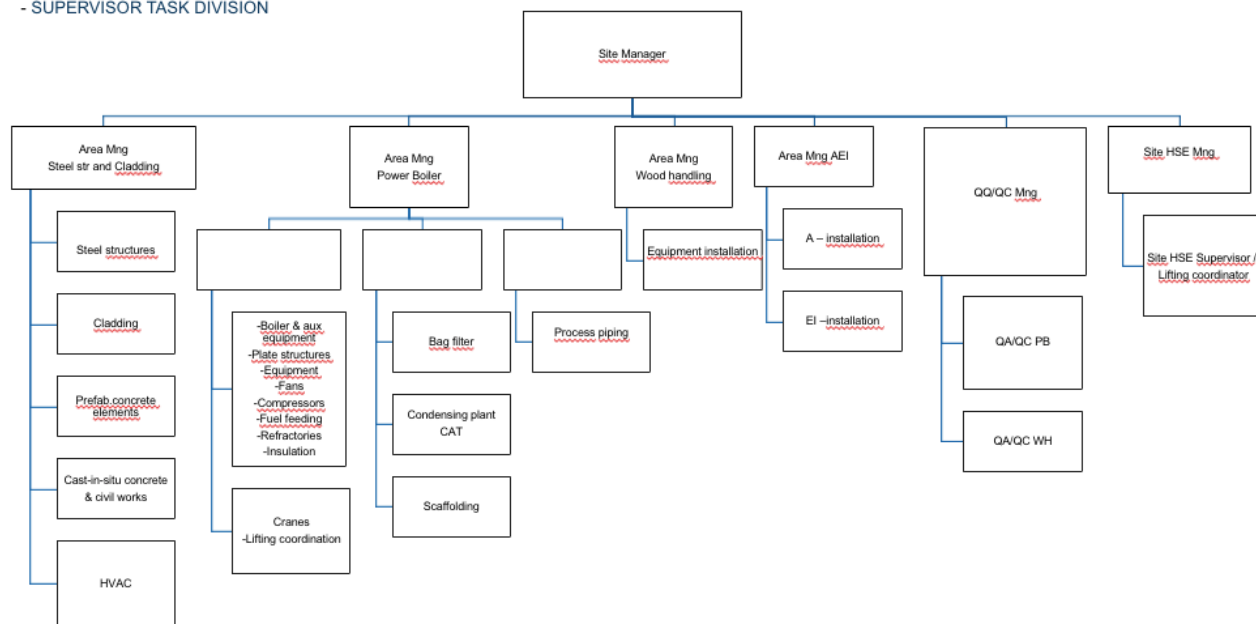 - SUPERVISOR TASK DIVISION
Site Manager
Area Mng
Steel str and Cladding
Area Mng
Power Boiler
Area Mng
Wood handling
Area Mng AEI
QQ/QC Mng
Site HSE Mng
Steel structures
Cladding
Prefab.concrete
elements
Cast-in-situ concrete
& civil works
HVAC
-Boiler & aux
equipment
-Plate structures
-Equipment
-Fans
-Compressors
-Fuel feeding
-Refractories
-Insulation
Cranes
-Lifting coordination
Bag filter
Condensing plant
CAT
Scaffolding
Process piping
Equipment installation
A – installation
EI –installation
QA/QC PB
QA/QC WH
Site HSE Supervisor /
Lifting coordinator